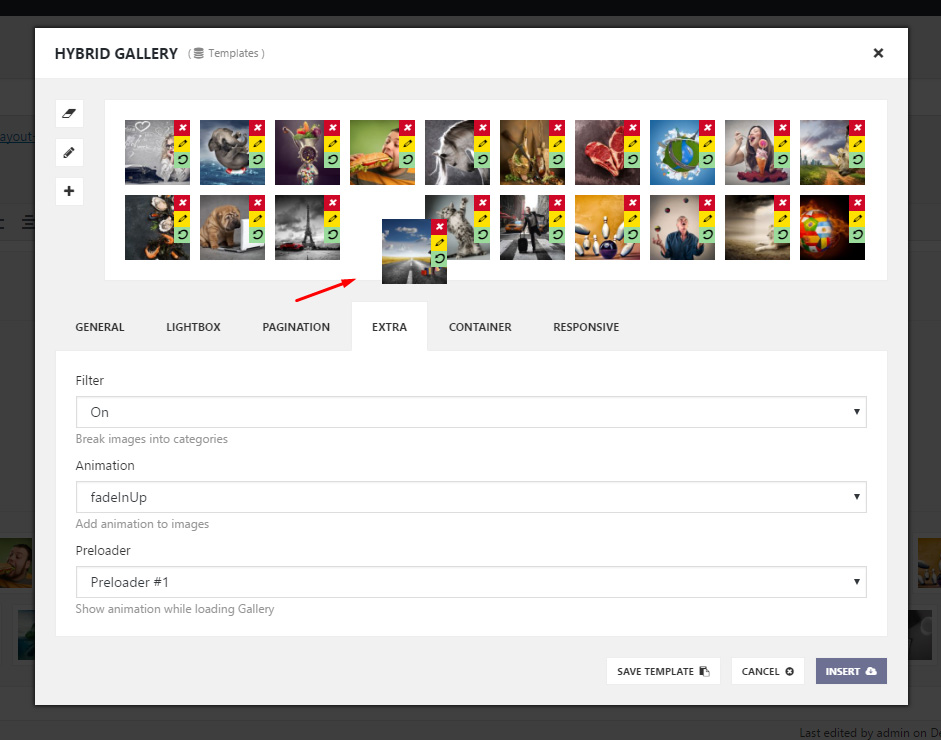 HYBRID GALLERY ( Templates )
ayout
GENERAL LIGHTBOX PAGINATION EXTRA CONTAINER RESPONSIVE
Filter
On
Break images into categories
Animation
fadeInUp
Add animation to images
Preloader
Preloader #1
Show animation while loading Gallery
SAVE TEMPLATE CANCEL INSERT
Last edited by admin on De